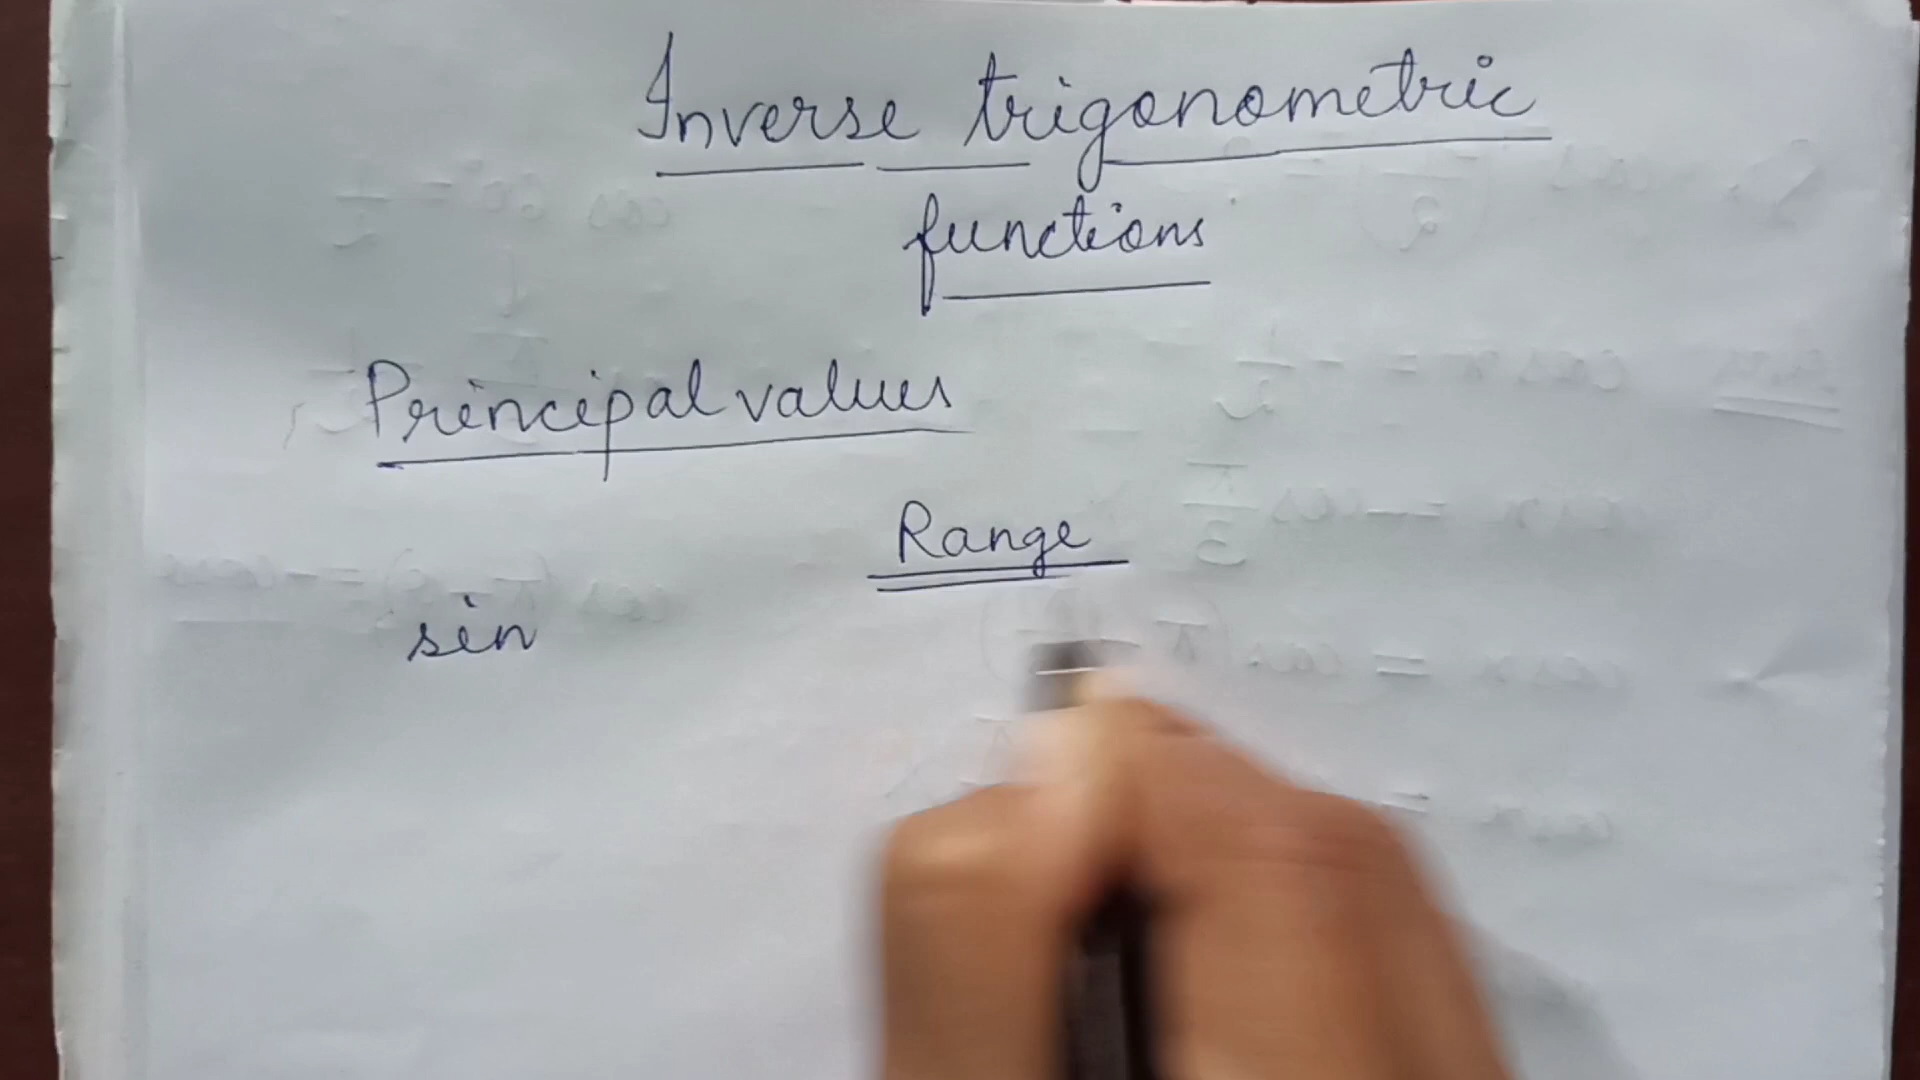 Inverse trigonometric
functions
Principal values
Range
sin